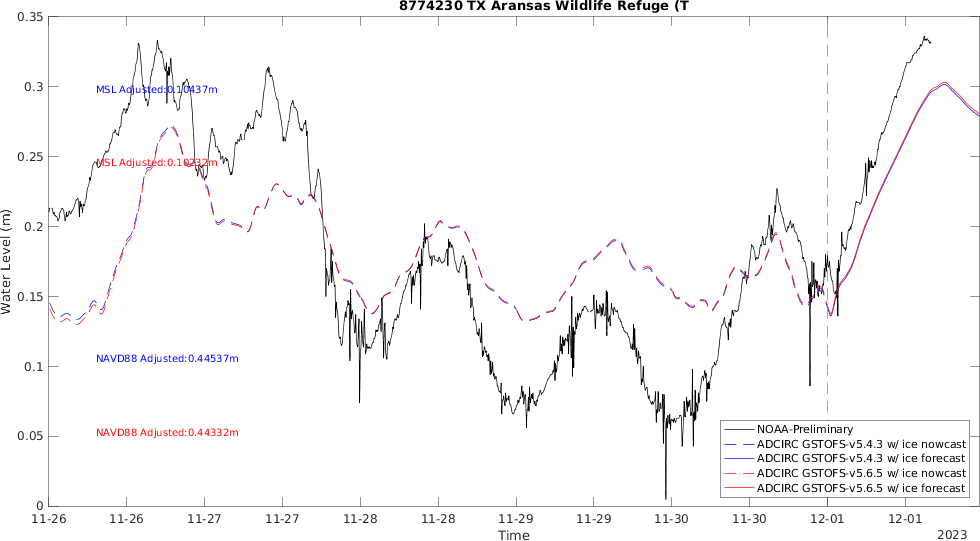 8774230 TX Aransas Wildlife Refuge (T
0.35
0.3
0.25
0.2
0.15
0.1
0.05
0
Water Level (m)
MSL Adjusted:0.10437m
MSL Adjusted:0.10232m
NAVD88 Adjusted:0.44537m
NAVD88 Adjusted:0.44332m
NOAA-Preliminary
ADCIRC GSTOFS-v5.4.3 w/ ice nowcast
ADCIRC GSTOFS-v5.4.3 w/ ice forecast
ADCIRC GSTOFS-v5.6.5 w/ ice nowcast
ADCIRC GSTOFS-v5.6.5 w/ ice forecast
11-26 11-26 11-27 11-27 11-28 11-28 11-29 11-29 11-30 11-30 12-01 12-01
Time
2023